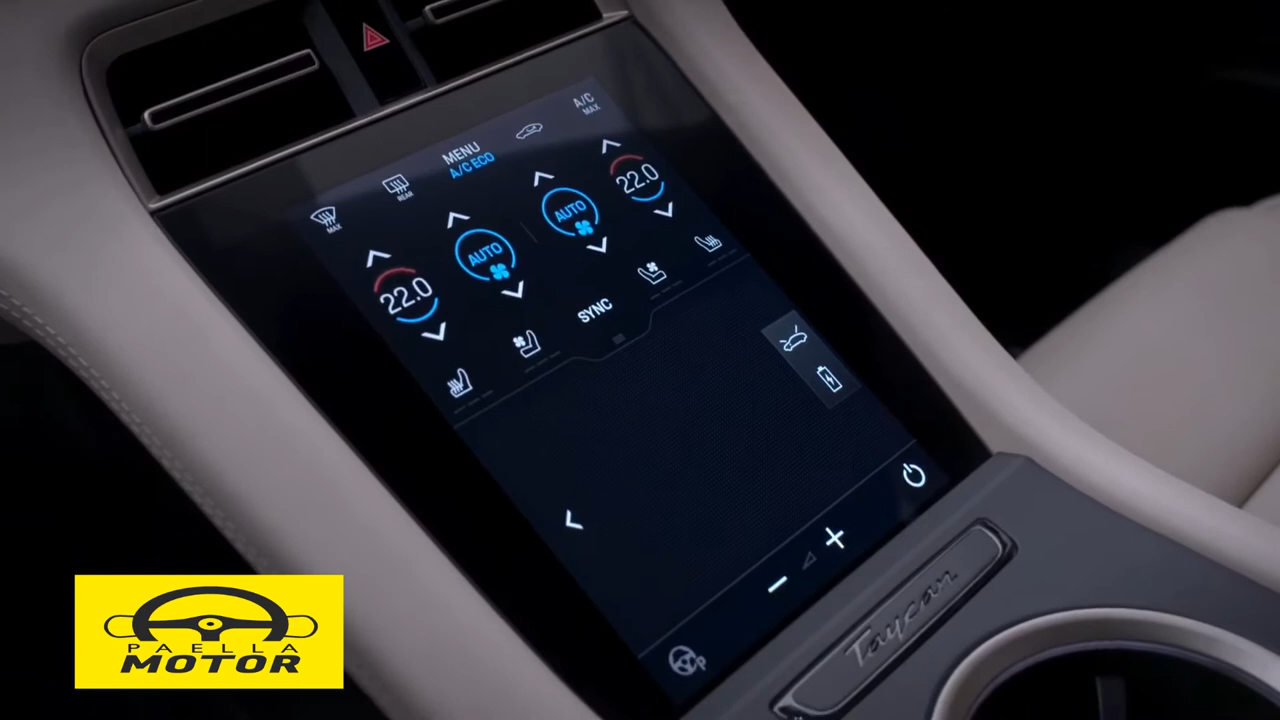 A/C
MAX
MENU
A/C ECO
REAR
MAX
22.0
AUTO
AUTO
22.0
SYNC
P
Taycan
PAELLA
MOTOR